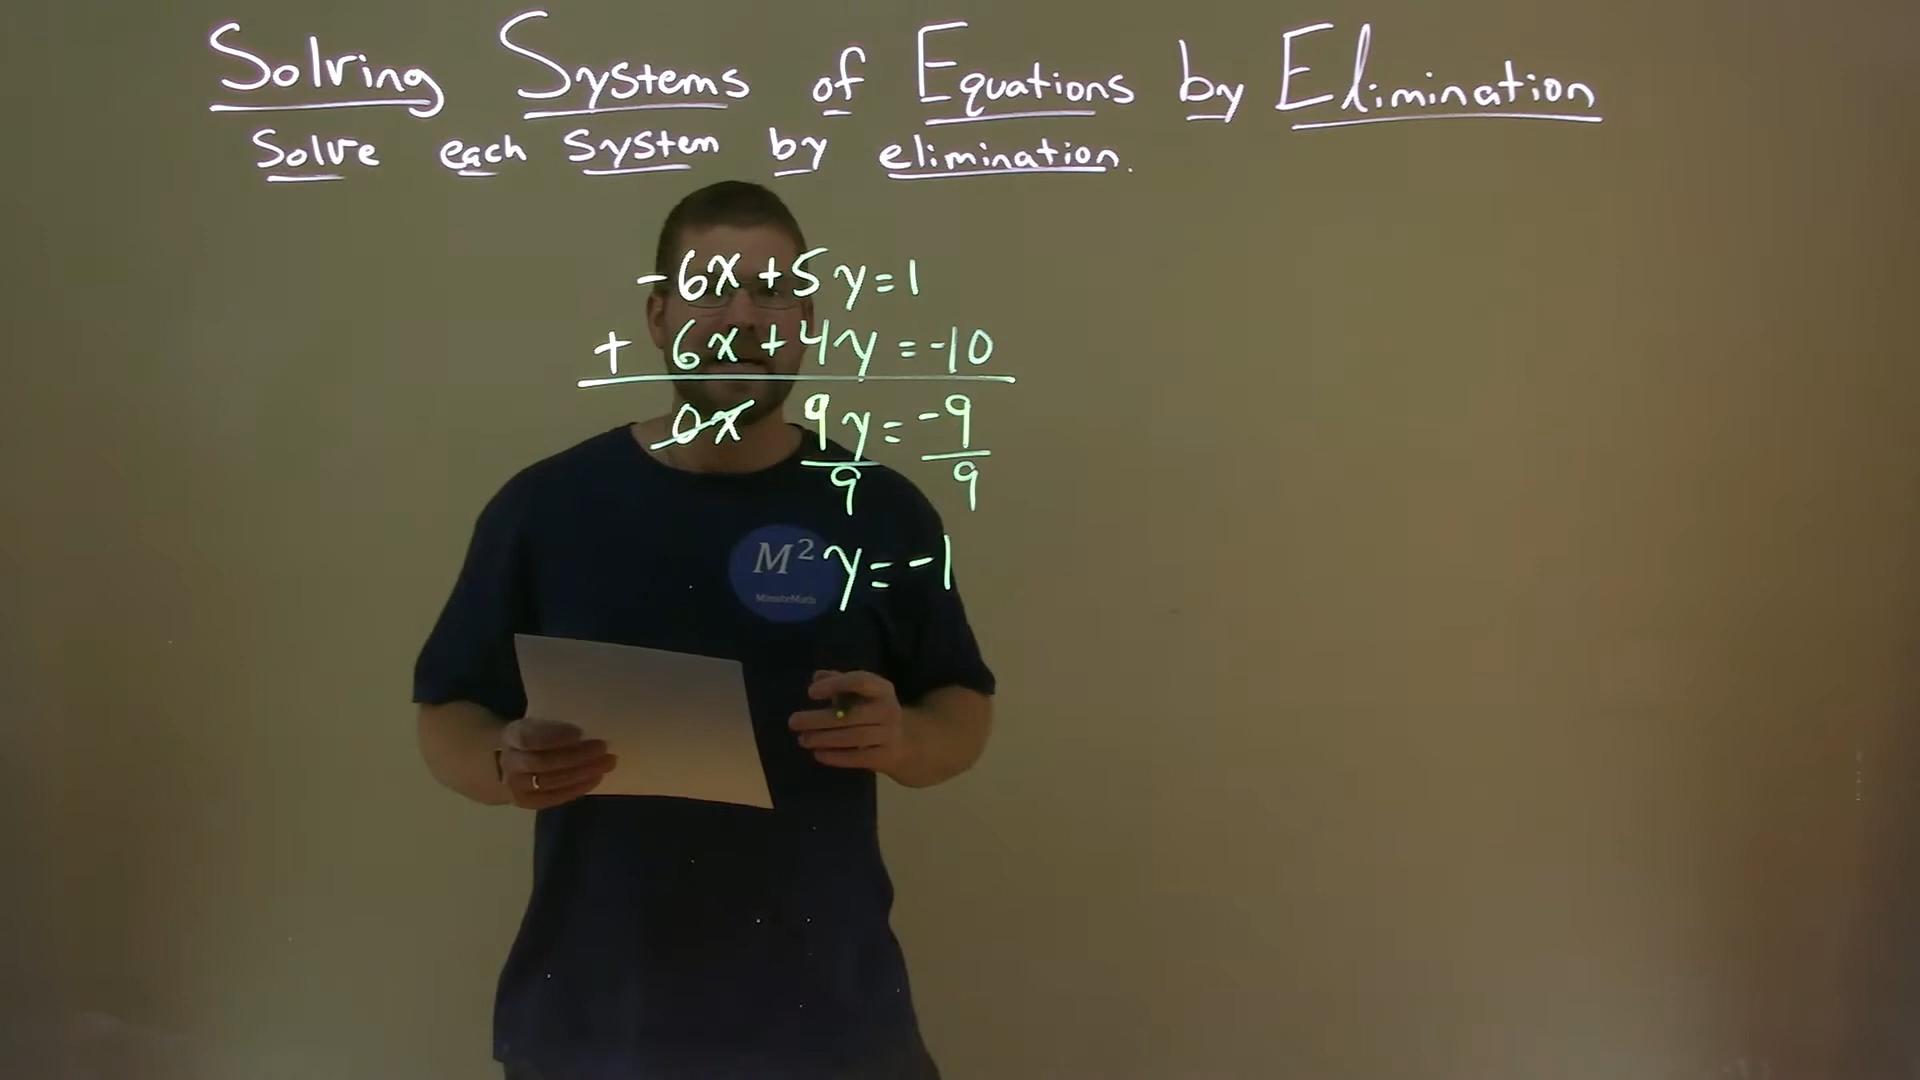 Solving Systems of Equations by Elimination
Solve each system by elimination.
-6x+5y=1
+ 6x+4y=-10
0x 9y=-9
9 9
M² y=-1
MinuteMath